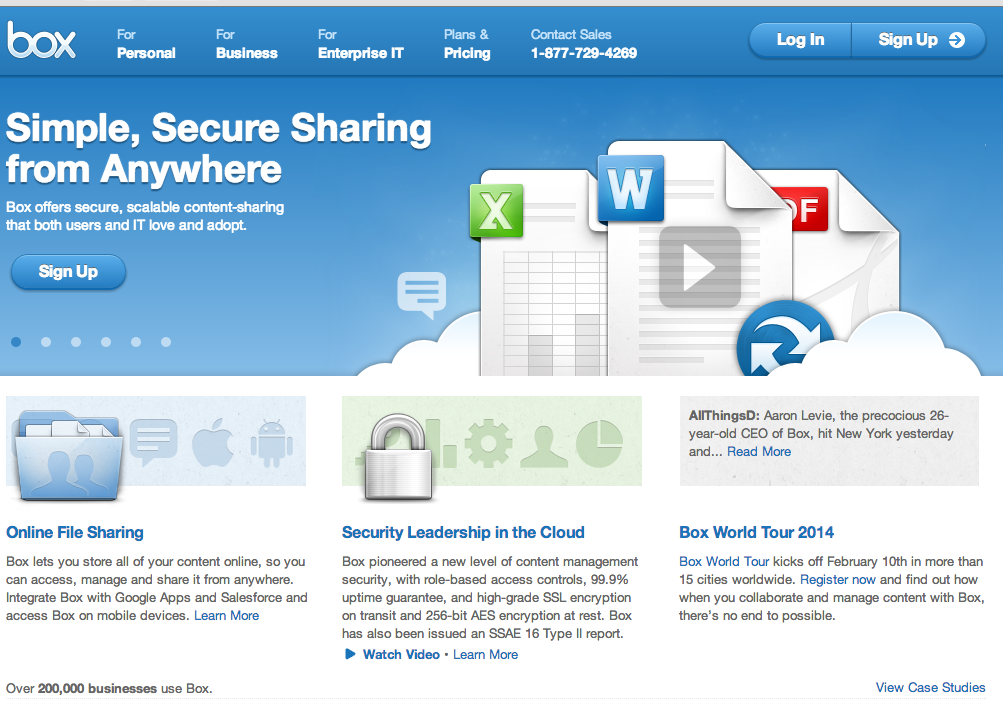 box
For
Personal
For
Business
For
Enterprise IT
Plans &
Pricing
Contact Sales
1-877-729-4269
Log In
Sign Up
Simple, Secure Sharing
from Anywhere
Box offers secure, scalable content-sharing
that both users and IT love and adopt.
Sign Up
X
W
DF
AllThingsD: Aaron Levie, the precocious 26-
year-old CEO of Box, hit New York yesterday
and... Read More
Online File Sharing
Box lets you store all of your content online, so you
can access, manage and share it from anywhere.
Integrate Box with Google Apps and Salesforce and
access Box on mobile devices. Learn More
Security Leadership in the Cloud
Box pioneered a new level of content management
security, with role-based access controls, 99.9%
uptime guarantee, and high-grade SSL encryption
on transit and 256-bit AES encryption at rest. Box
has also been issued an SSAE 16 Type II report.
Watch Video • Learn More
Box World Tour 2014
Box World Tour kicks off February 10th in more than
15 cities worldwide. Register now and find out how
when you collaborate and manage content with Box,
there's no end to possible.
Over 200,000 businesses use Box.
View Case Studies